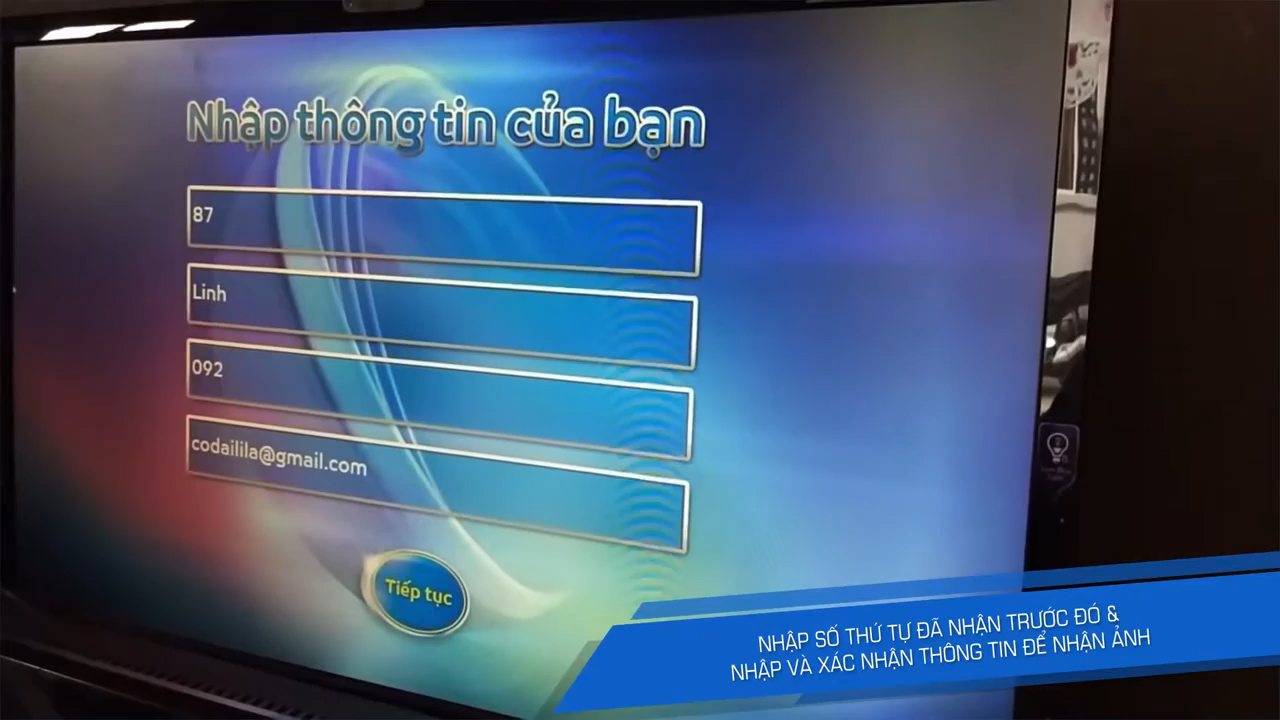 Nhập thông tin của bạn
87
Linh
092
codailila@gmail.com
Tiếp tục
NHẬP SỐ THỨ TỰ ĐÃ NHẬN TRƯỚC ĐÓ &
NHẬP VÀ XÁC NHẬN THÔNG TIN ĐỂ NHẬN ẢNH